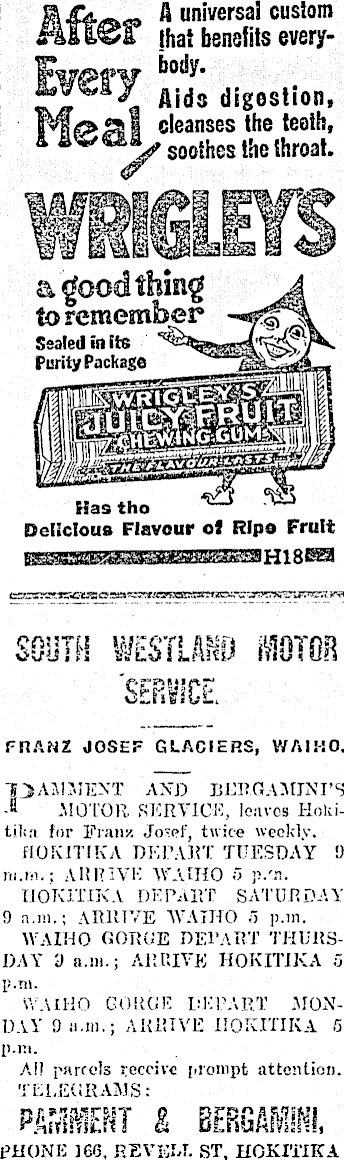 After
Every
Meal
A universal custom
that benefits every-
body.
Aids digestion,
cleanses the teeth,
soothes the throat.
WRIGLEY'S
a good thing
to remember
Sealed in its
Purity Package
WRIGLEY'S
JUICY FRUIT
CHEWING GUM
THE FLAVOUR LASTS
Has the
Delicious Flavour of Ripe Fruit
H18
SOUTH WESTLAND MOTOR
SERVICE.
FRANZ JOSEF GLACIERS, WAIHO.
PAMMENT AND BERGAMINI'S
MOTOR SERVICE, leaves Hoki-
tika for Franz Josef, twice weekly.
HOKITIKA DEPART TUESDAY 9
a.m.; ARRIVE WAIHO 5 p.m.
HOKITIKA DEPART SATURDAY
9 a.m.; ARRIVE WAIHO 5 p.m.
WAIHO GORGE DEPART THURS-
DAY 9 a.m.; ARRIVE HOKITIKA 5
p.m.
WAIHO GORGE DEPART MON-
DAY 9 a.m.; ARRIVE HOKITIKA 5
p.m.
All parcels receive prompt attention.
TELEGRAMS:
PAMMENT & BERGAMINI,
PHONE 166, REVELL ST, HOKITIKA